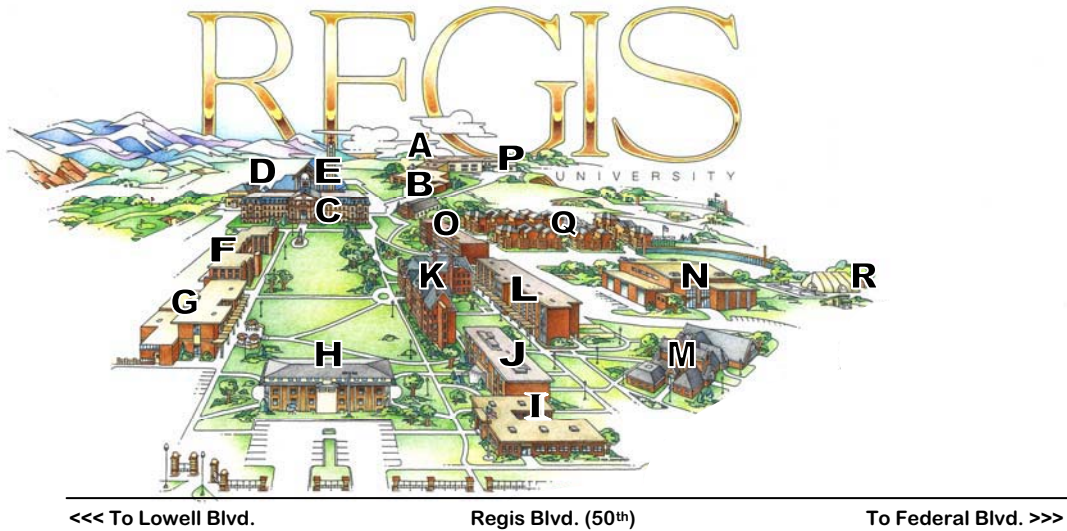 REGIS
UNIVERSITY
A
P
D
E
B
C
O
Q
F
K
L
N
R
G
H
J
M
I
<<< To Lowell Blvd.
Regis Blvd. (50th)
To Federal Blvd. >>>